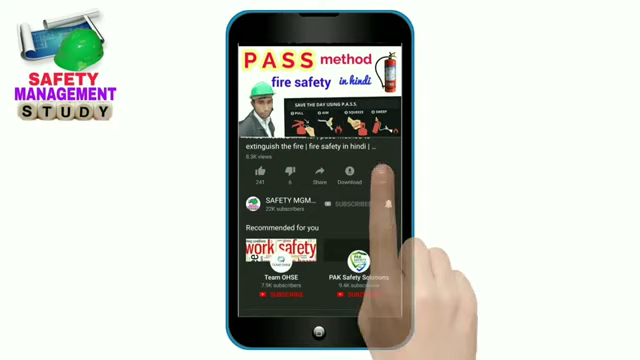 SAFETY
MANAGEMENT
STUDY
PASS method
fire safety in hindi
SAVE THE DAY USING P.A.S.S.
PULL AIM SQUEEZE SWEEP
extinguish the fire | fire safety in hindi | ...
8.3K views
241 6 Share Download
SAFETY MGM... SUBSCRIBE
22K subscribers
Recommended for you
work safety
Team OHSE
7.9K subscribers
SUBSCRIBE
PAK Safety Solutions
9.4K subscribers